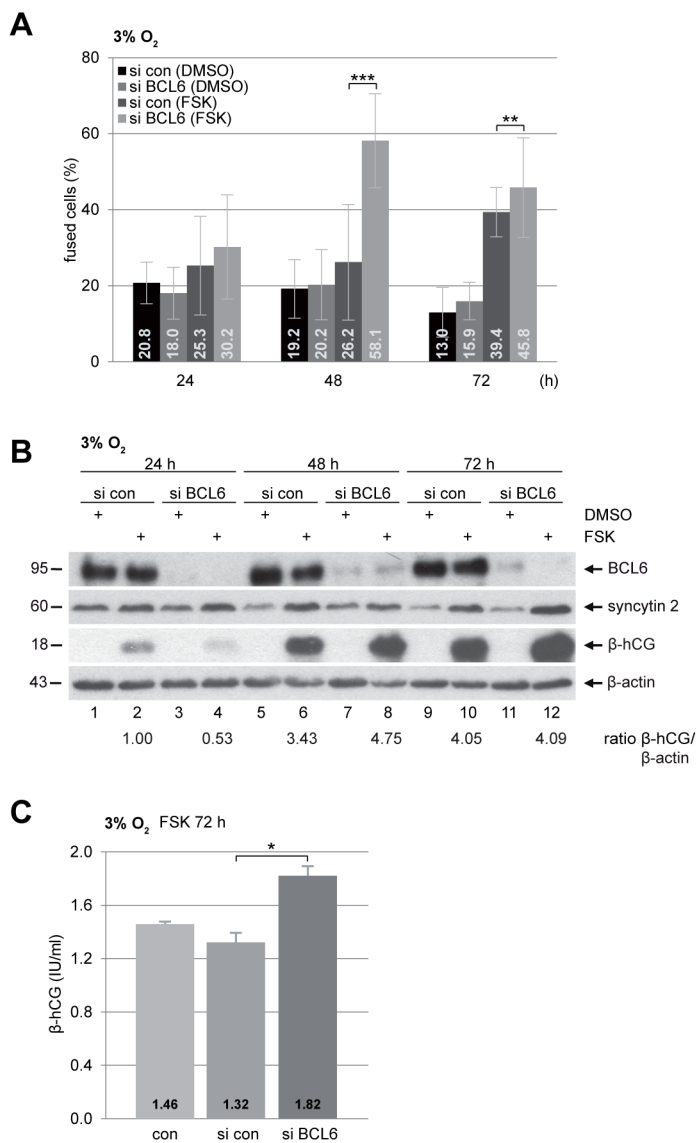 A
3% O2
80
si con (DMSO)
si BCL6 (DMSO)
si con (FSK)
si BCL6 (FSK)
***
**
60
40
20
0
fused cells (%)
20.8 18.0 25.3 30.2 19.2 20.2 26.2 58.1 13.0 15.9 39.4 45.8
24 48 72 (h)
B
3% O2
24 h 48 h 72 h
si con si BCL6 si con si BCL6 si con si BCL6
+ + + + + + DMSO
+ + + + + + FSK
95 BCL6
60 syncytin 2
18 β-hCG
43 β-actin
1 2 3 4 5 6 7 8 9 10 11 12
1.00 0.53 3.43 4.75 4.05 4.09 ratio β-hCG/
β-actin
C
3% O2 FSK 72 h
*
2.0
1.6
1.2
0.8
0.4
0.0
β-hCG (IU/ml)
1.46 1.32 1.82
con si con si BCL6